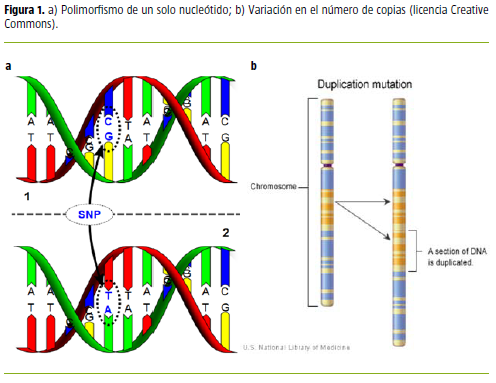 Figura 1. a) Polimorfismo de un solo nucleótido; b) Variación en el número de copias (licencia Creative
Commons).
a
b
Duplication mutation
A A C T A A C
T T G G A T T G
1
Chromosome
SNP
2
A section of DNA
is duplicated.
A A T T A A C
T T G A A T T G
U.S. National Library of Medicine